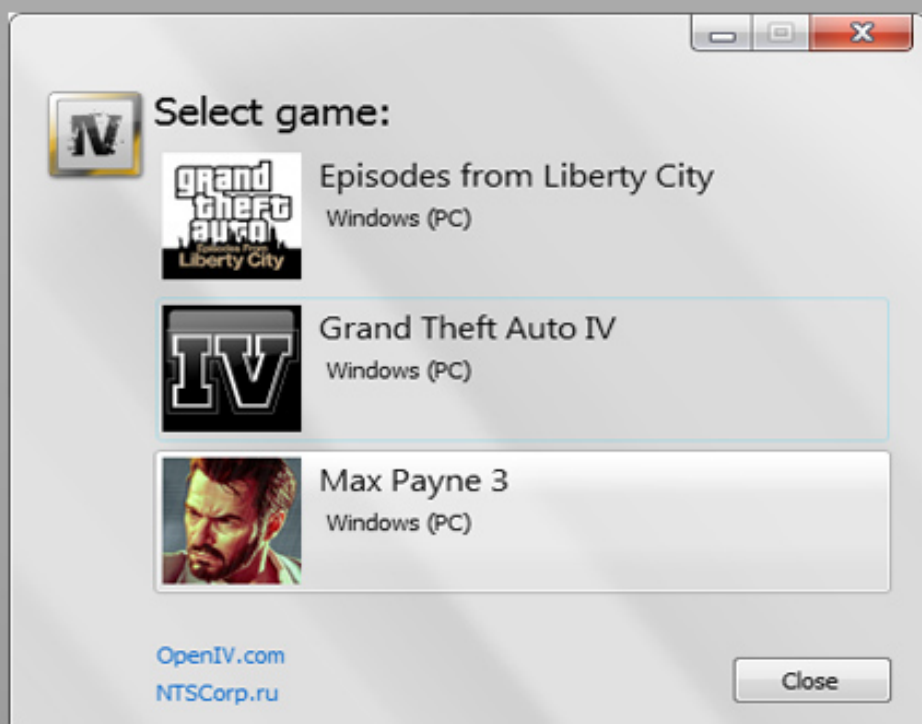 IV
Select game:
grand
theft
auto
Episodes From
Liberty City
Episodes from Liberty City
Windows (PC)
IV
Grand Theft Auto IV
Windows (PC)
Max Payne 3
Windows (PC)
OpenIV.com
NTSCorp.ru
Close